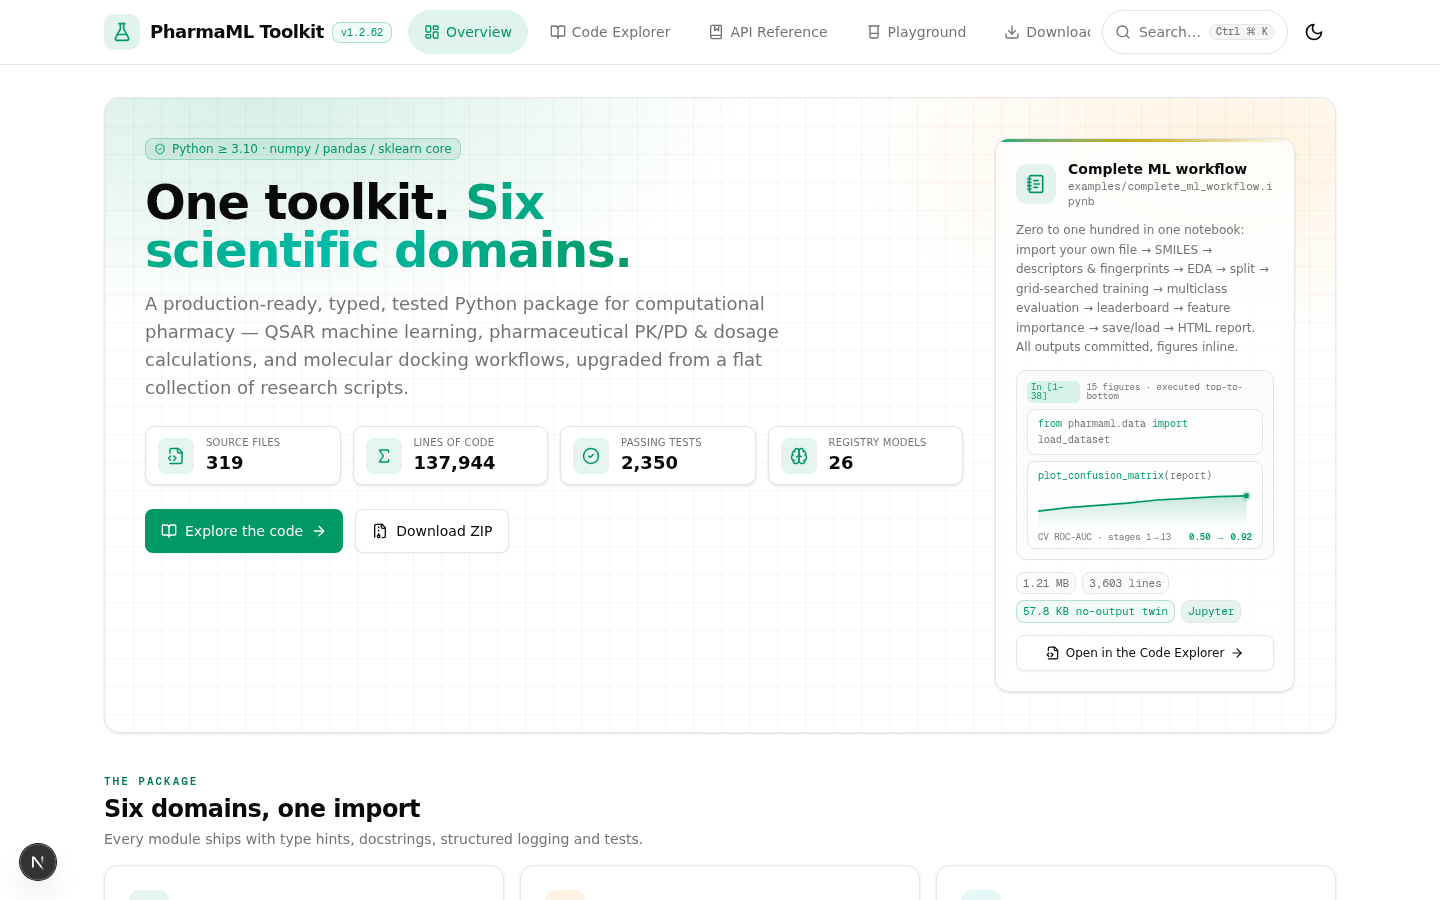 PharmaML Toolkit v1.2.62 Overview Code Explorer API Reference Playground Download Search... Ctrl ⌘ K
Python ≥ 3.10 · numpy / pandas / sklearn core
One toolkit. Six
scientific domains.
A production-ready, typed, tested Python package for computational
pharmacy — QSAR machine learning, pharmaceutical PK/PD & dosage
calculations, and molecular docking workflows, upgraded from a flat
collection of research scripts.
SOURCE FILES
319
LINES OF CODE
137,944
PASSING TESTS
2,350
REGISTRY MODELS
26
Explore the code →
Download ZIP
Complete ML workflow
examples/complete_ml_workflow.i
pynb
Zero to one hundred in one notebook:
import your own file → SMILES →
descriptors & fingerprints → EDA → split →
grid-searched training → multiclass
evaluation → leaderboard → feature
importance → save/load → HTML report.
All outputs committed, figures inline.
In [1-
38]
15 figures · executed top-to-
bottom
from pharmaml.data import
load_dataset
plot_confusion_matrix(report)
CV ROC-AUC · stages 1→13 0.50 → 0.92
1.21 MB 3,603 lines
57.8 KB no-output twin Jupyter
Open in the Code Explorer →
THE PACKAGE
Six domains, one import
Every module ships with type hints, docstrings, structured logging and tests.
N